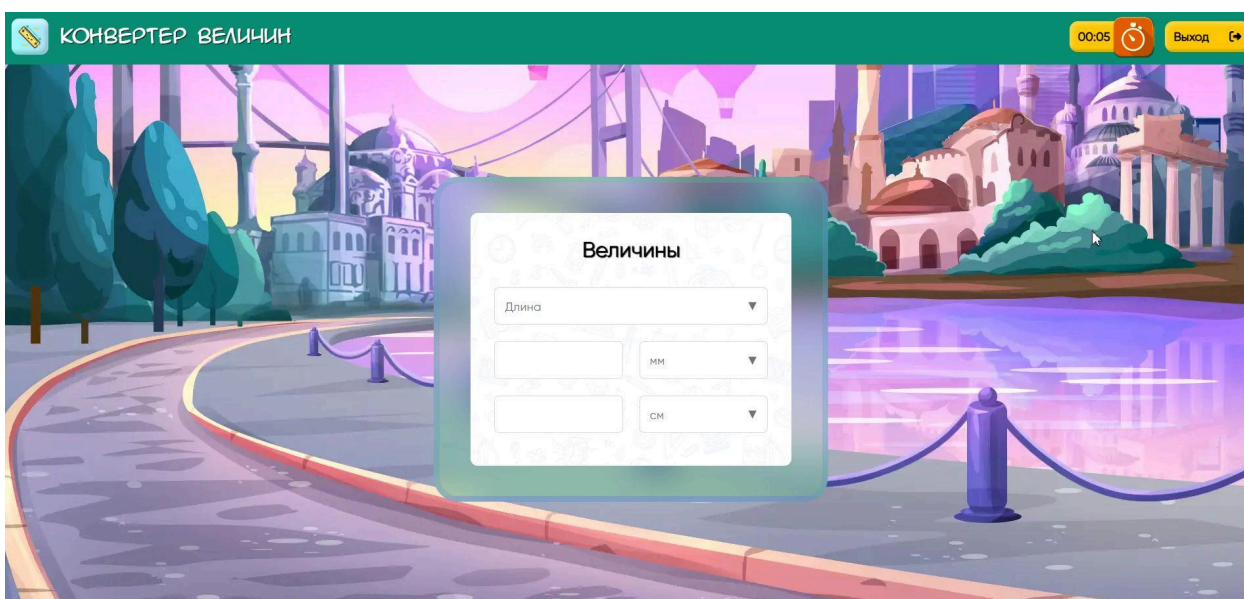 КОНВЕРТЕР ВЕЛИЧИН
00:05
Выход
Величины
Длина
мм
см